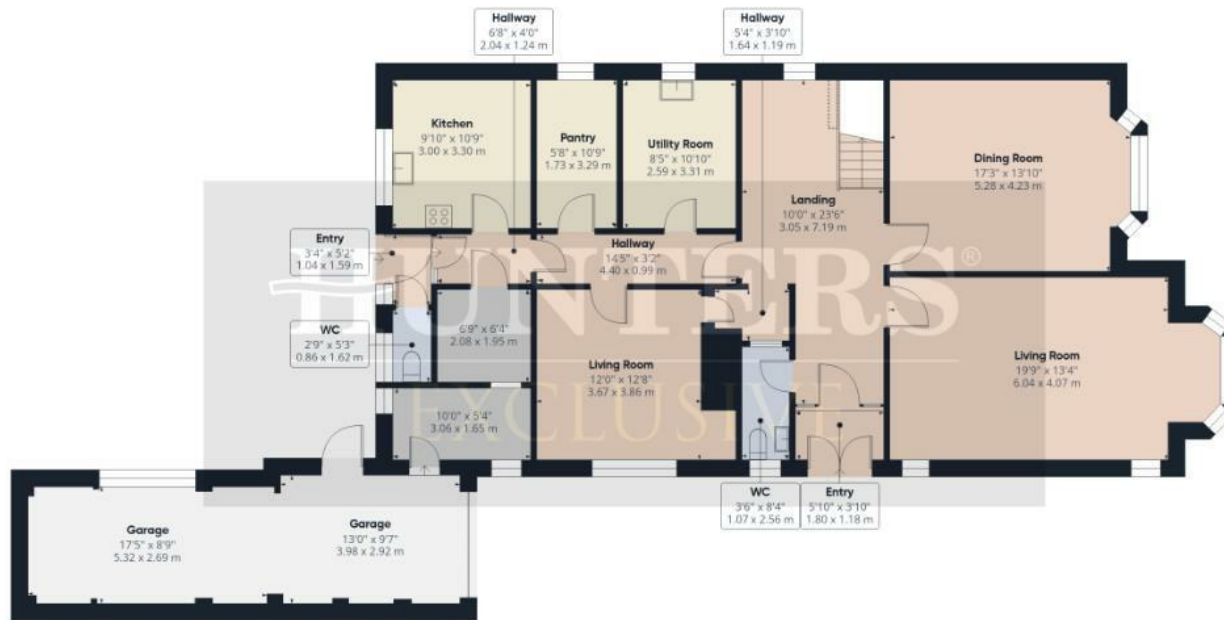 Hallway
6'8" x 4'0"
2.04 x 1.24 m
Hallway
5'4" x 3'10"
1.64 x 1.19 m
Kitchen
9'10" x 10'9"
3.00 x 3.30 m
Pantry
5'8" x 10'9"
1.73 x 3.29 m
Utility Room
8'5" x 10'10"
2.59 x 3.31 m
Dining Room
17'3" x 13'10"
5.28 x 4.23 m
Landing
10'0" x 23'6"
3.05 x 7.19 m
Entry
3'4" x 5'2"
1.04 x 1.59 m
Hallway
14'5" x 3'2"
4.40 x 0.99 m
HUNTERS®
EXCLUSIVE
WC
2'9" x 5'3"
0.86 x 1.62 m
6'9" x 6'4"
2.08 x 1.95 m
Living Room
12'0" x 12'8"
3.67 x 3.86 m
Living Room
19'9" x 13'4"
6.04 x 4.07 m
10'0" x 5'4"
3.06 x 1.65 m
WC
3'6" x 8'4"
1.07 x 2.56 m
Entry
5'10" x 3'10"
1.80 x 1.18 m
Garage
17'5" x 8'9"
5.32 x 2.69 m
Garage
13'0" x 9'7"
3.98 x 2.92 m